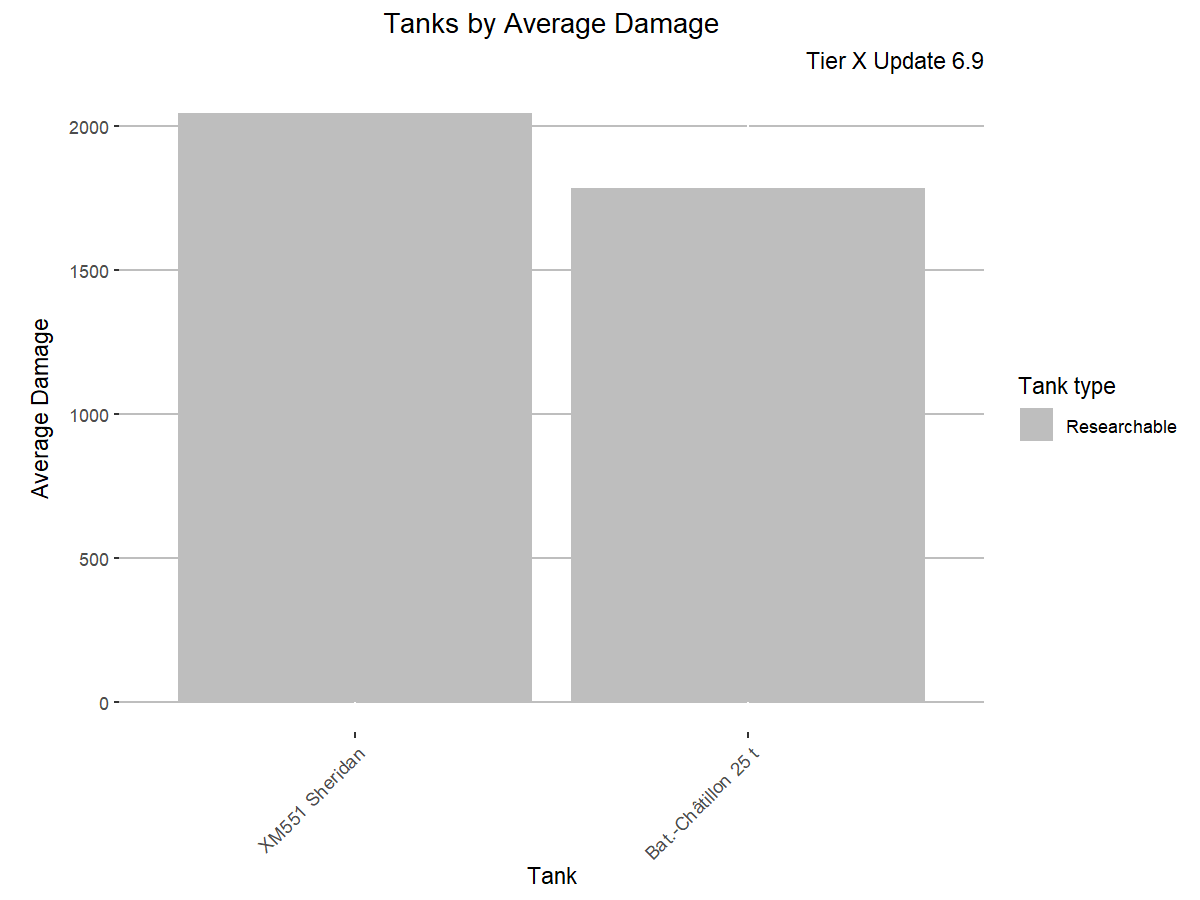 Tanks by Average Damage
Tier X Update 6.9
Average Damage
2000
1500
1000
500
0
XM551 Sheridan
Bat.-Châtillon 25 t
Tank
Tank type
Researchable